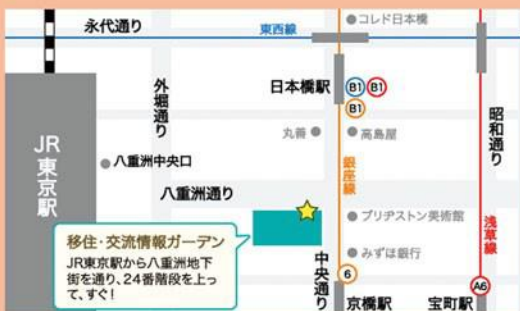 永代通り
東西線
コレド日本橋
外堀通り
日本橋駅
B1
B1
B1
昭和通り
丸善
高島屋
JR東京駅
八重洲中央口
銀座線
八重洲通り
浅草線
ブリヂストン美術館
移住・交流情報ガーデン
JR東京駅から八重洲地下
街を通り、24番階段を上っ
て、すぐ!
みずほ銀行
中央通り
6
A6
京橋駅
宝町駅